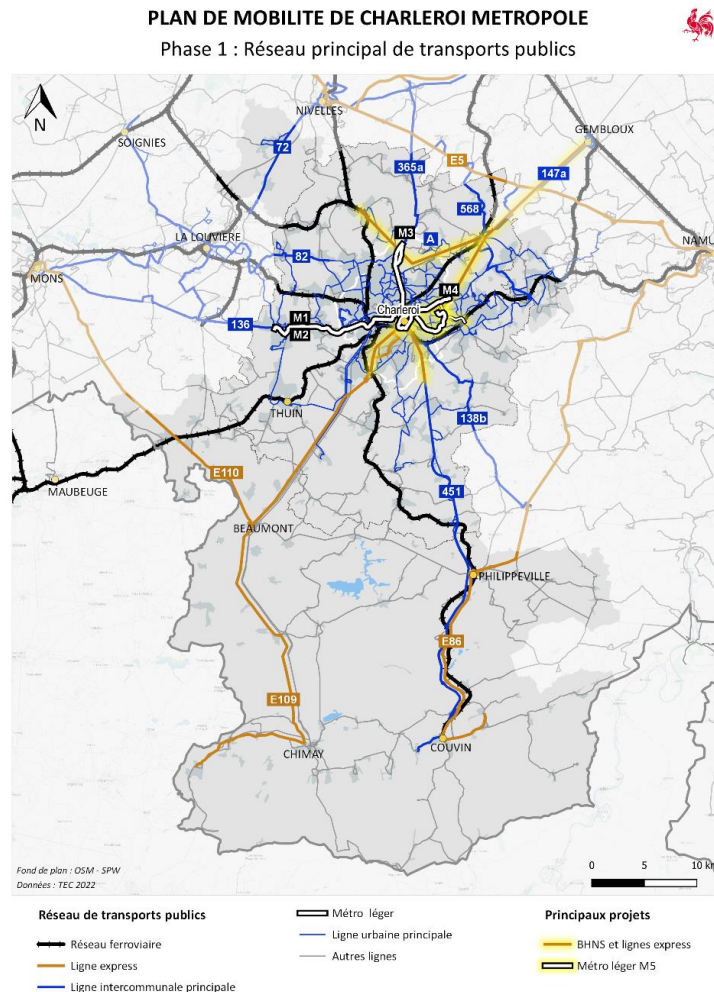 PLAN DE MOBILITE DE CHARLEROI METROPOLE
Phase 1 : Réseau principal de transports publics
N
NIVELLES
SOIGNIES
GEMBLOUX
72
365a
E5
147a
568
M3
A
LA LOUVIERE
82
NAMU
MONS
M4
Charleroi
136
M1
M2
THUIN
138b
E110
451
MAUBEUGE
BEAUMONT
PHILIPPEVILLE
E86
E109
CHIMAY
COUVIN
Fond de plan : OSM - SPW
Données : TEC 2022
0 5 10 km
Réseau de transports publics
Réseau ferroviaire
Ligne express
Ligne intercommunale principale
Métro léger
Ligne urbaine principale
Autres lignes
Principaux projets
BHNS et lignes express
Métro léger M5